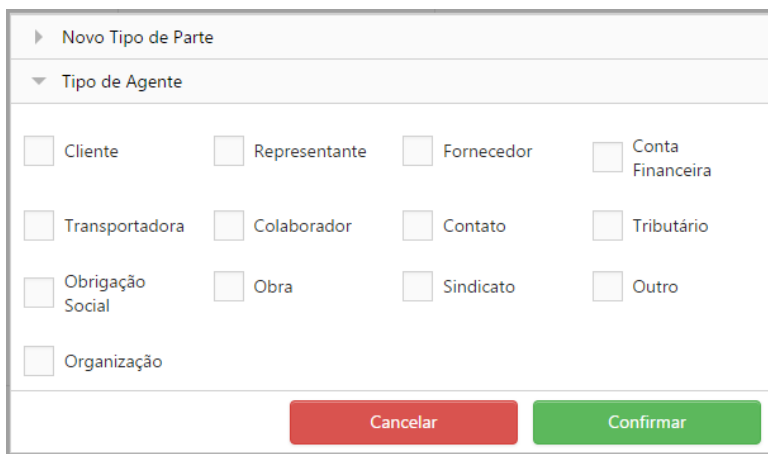 Novo Tipo de Parte
Tipo de Agente
Cliente
Representante
Fornecedor
Conta
Financeira
Transportadora
Colaborador
Contato
Tributário
Obrigação
Social
Obra
Sindicato
Outro
Organização
Cancelar
Confirmar